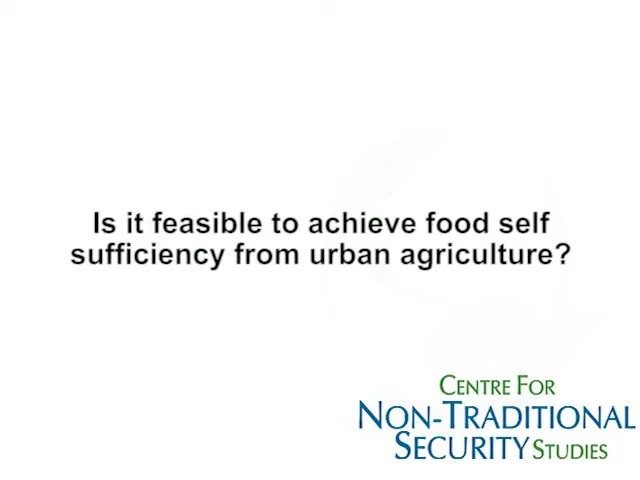 Is it feasible to achieve food self
sufficiency from urban agriculture?
CENTRE FOR
NON-TRADITIONAL
SECURITY STUDIES